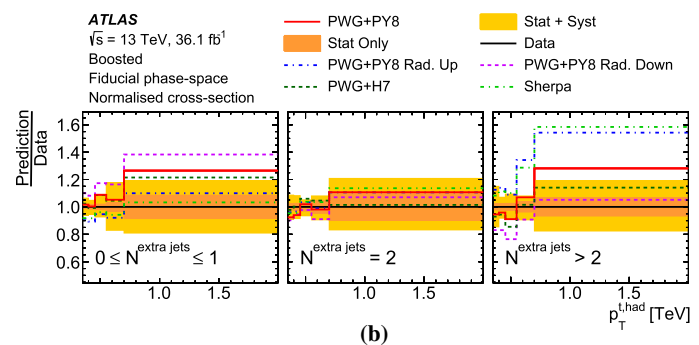 ATLAS
√s = 13 TeV, 36.1 fb⁻¹
Boosted
Fiducial phase-space
Normalised cross-section
PWG+PY8
Stat Only
PWG+PY8 Rad. Up
PWG+H7
Stat + Syst
Data
PWG+PY8 Rad. Down
Sherpa
Prediction
Data
1.6
1.4
1.2
1.0
0.8
0.6
0 ≤ N^extra jets ≤ 1
N^extra jets = 2
N^extra jets > 2
1.0 1.5 1.0 1.5 1.0 1.5
p_T^t,had [TeV]
(b)